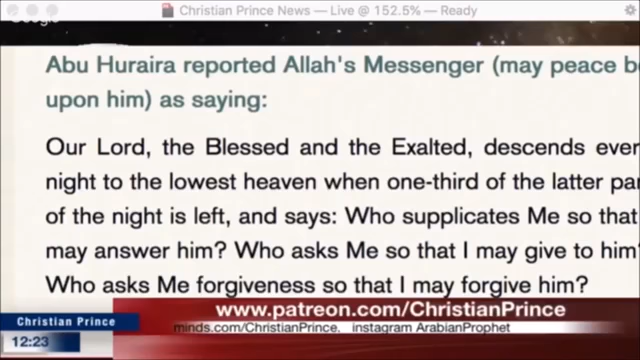 Christian Prince News — Live @ 152.5% — Ready
Google
Abu Huraira reported Allah's Messenger (may peace be
upon him) as saying:
Our Lord, the Blessed and the Exalted, descends ever
night to the lowest heaven when one-third of the latter par
of the night is left, and says: Who supplicates Me so that
may answer him? Who asks Me so that I may give to him?
Who asks Me forgiveness so that I may forgive him?
www.patreon.com/ChristianPrince
Christian Prince
minds.com/ChristianPrince, instagram ArabianProphet
12:23